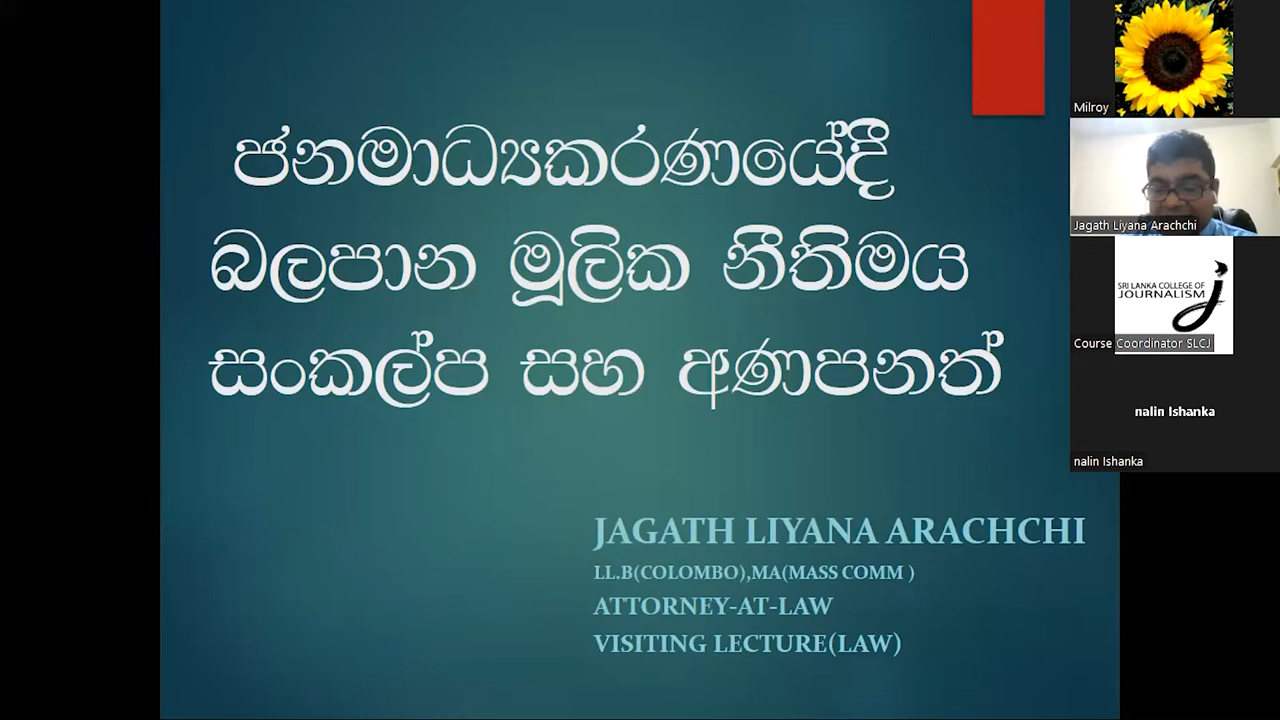 ජනමාධ්‍යකරණයේදී
බලපාන මූලික නීතිමය
සංකල්ප සහ අණපනත්
JAGATH LIYANA ARACHCHI
LL.B(COLOMBO),MA(MASS COMM )
ATTORNEY-AT-LAW
VISITING LECTURE(LAW)
Milroy
Jagath Liyana Arachchi
SRI LANKA COLLEGE OF
JOURNALISM
Course Coordinator SLCJ
nalin Ishanka
nalin Ishanka